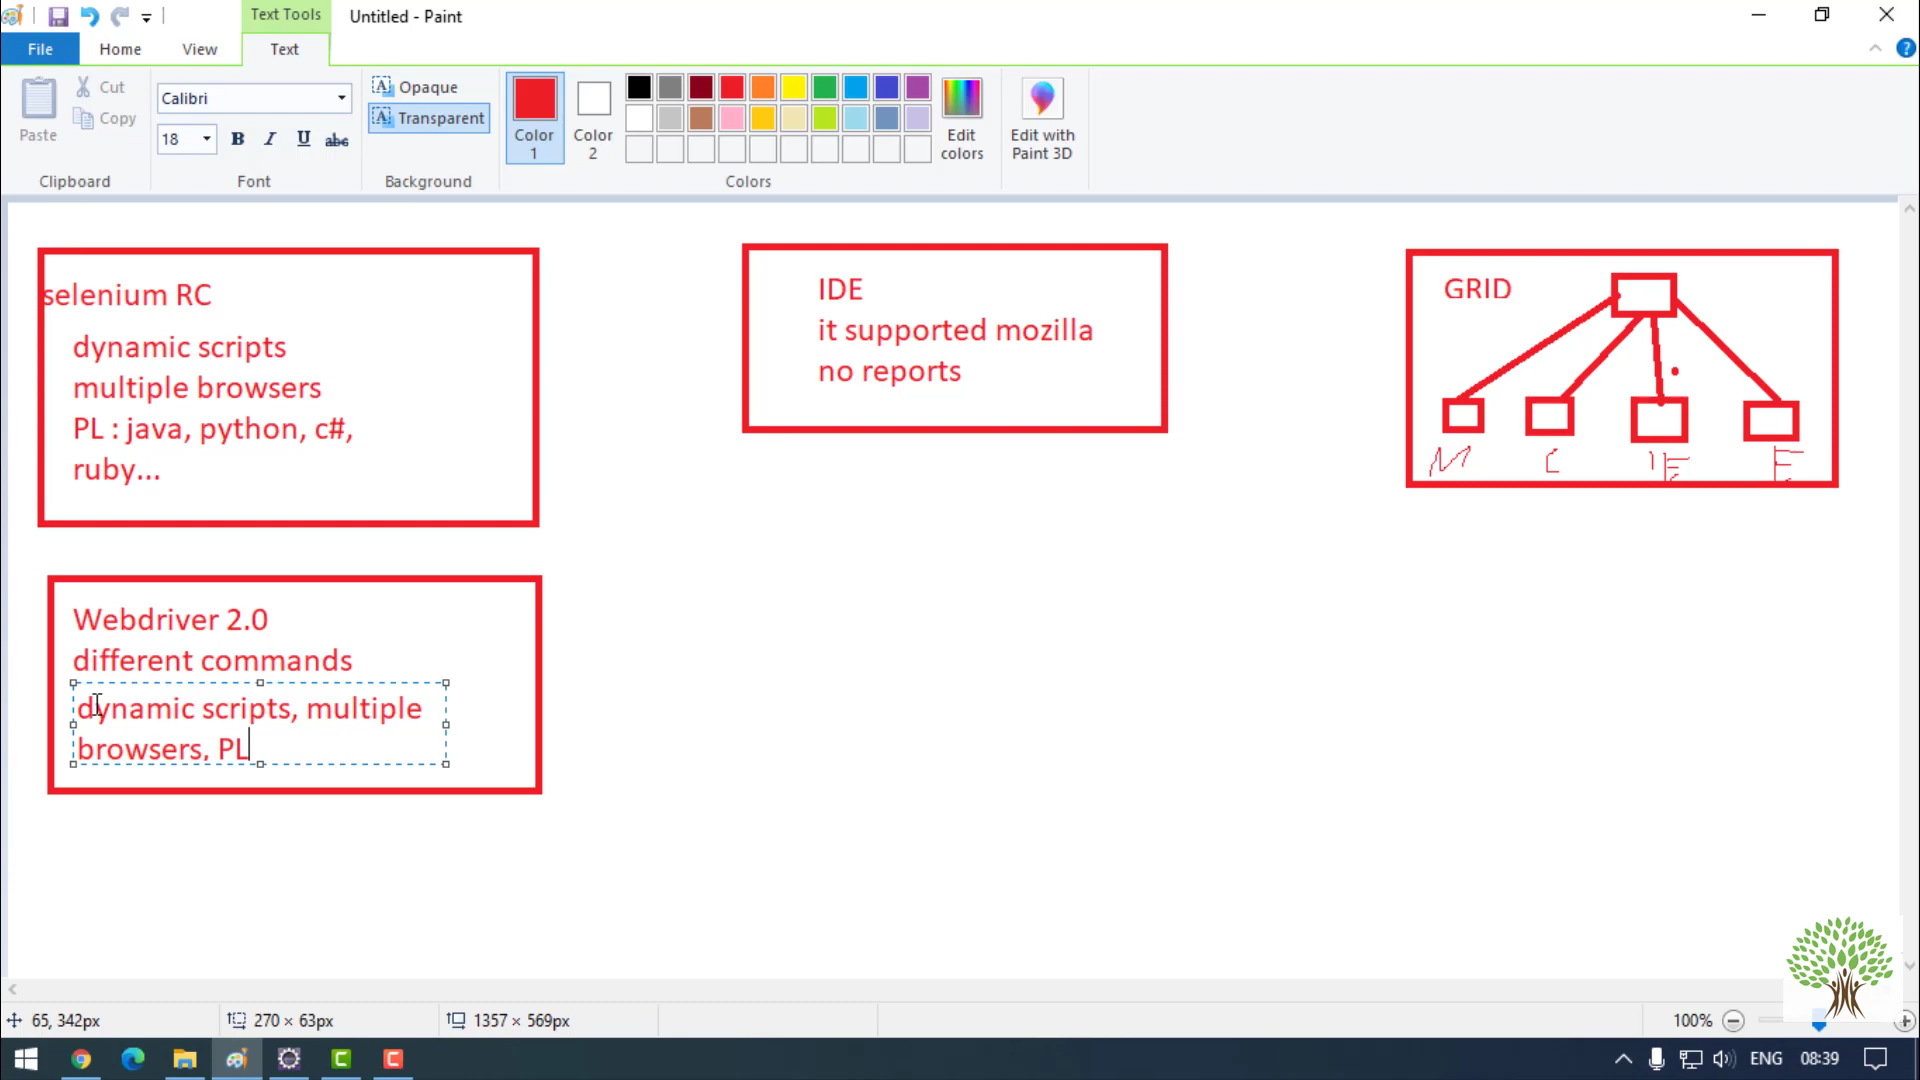 Text Tools
Untitled - Paint
File
Home
View
Text
Paste
Cut
Copy
Clipboard
Calibri
18
B
I
U
abc
Font
Opaque
Transparent
Background
Color
1
Color
2
Edit
colors
Colors
Edit with
Paint 3D
selenium RC
dynamic scripts
multiple browsers
PL : java, python, c#,
ruby...
IDE
it supported mozilla
no reports
GRID
M C IE E
Webdriver 2.0
different commands
dynamic scripts, multiple
browsers, PL
65, 342px
270 × 63px
1357 × 569px
100%
ENG
08:39